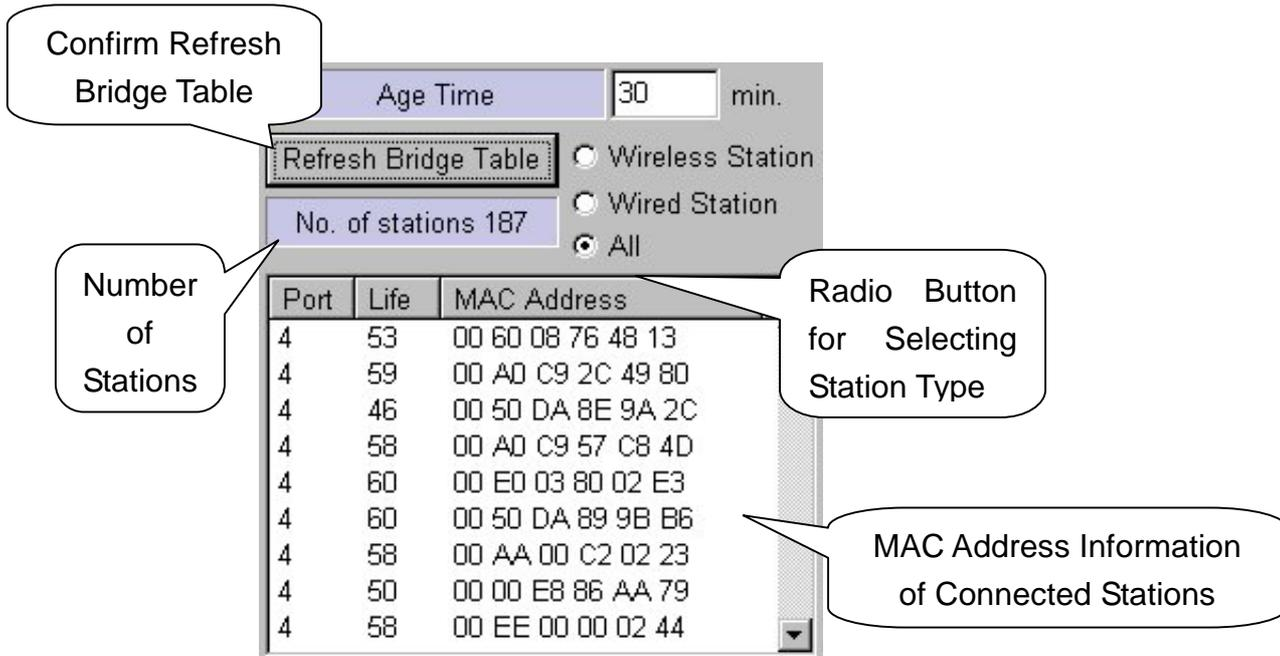 Confirm Refresh
Bridge Table
Age Time 30 min.
Refresh Bridge Table
Wireless Station
Wired Station
No. of stations 187
All
Number
of
Stations
Radio Button
for Selecting
Station Type
Port Life MAC Address
4 53 00 60 08 76 48 13
4 59 00 A0 C9 2C 49 80
4 46 00 50 DA 8E 9A 2C
4 58 00 A0 C9 57 C8 4D
4 60 00 E0 03 80 02 E3
4 60 00 50 DA 89 9B B6
4 58 00 AA 00 C2 02 23
4 50 00 00 E8 86 AA 79
4 58 00 EE 00 00 02 44
MAC Address Information
of Connected Stations